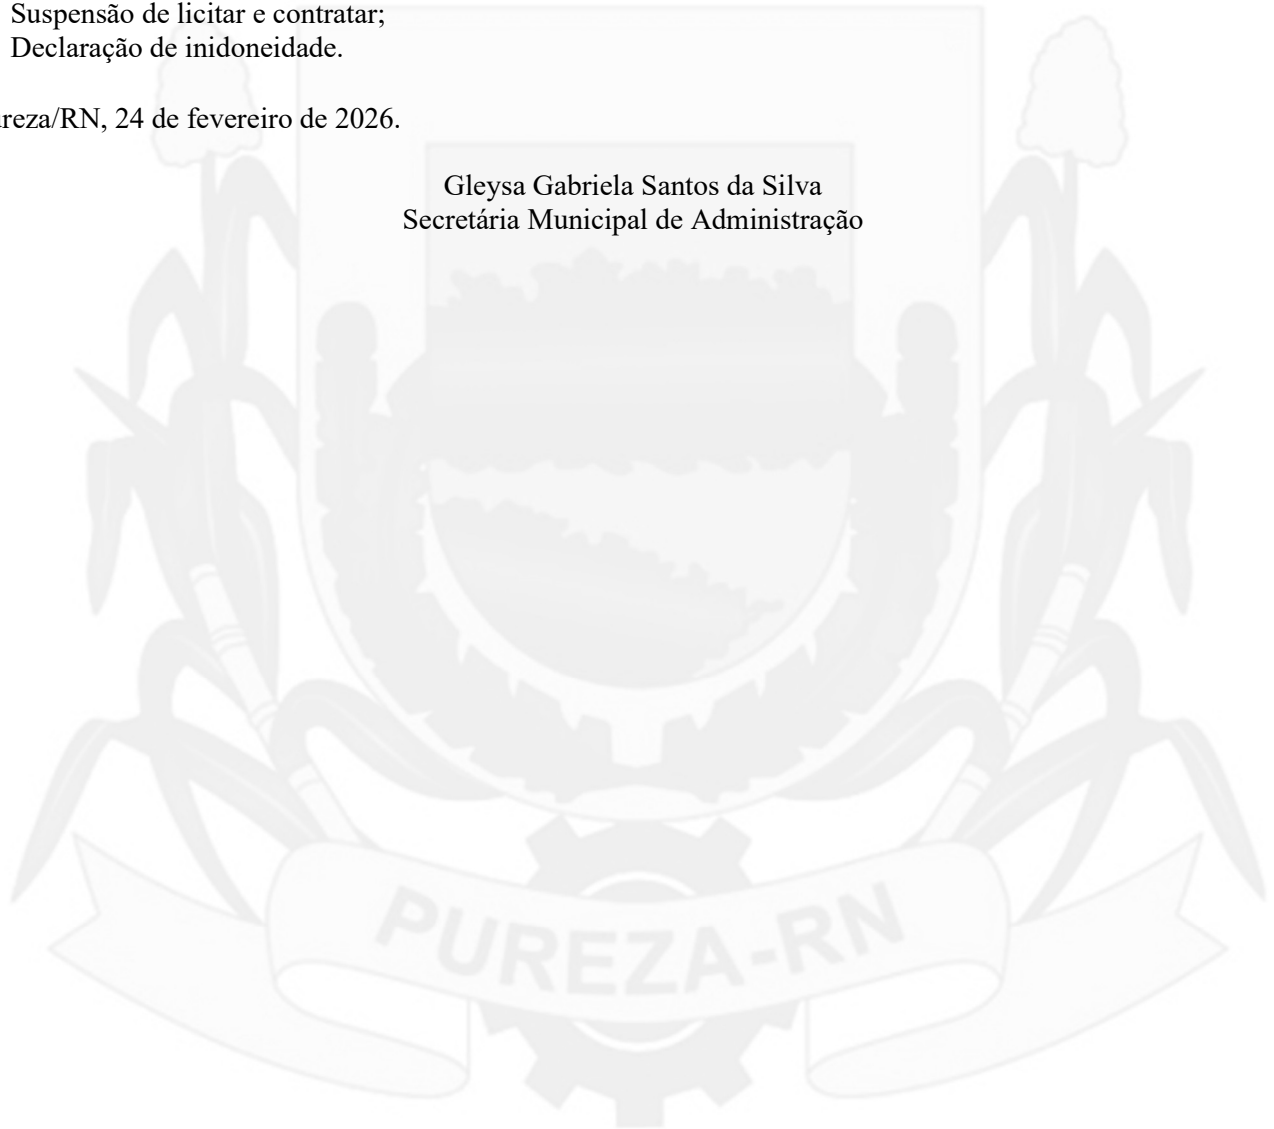 Suspensão de licitar e contratar;
Declaração de inidoneidade.
reza/RN, 24 de fevereiro de 2026.
Gleysa Gabriela Santos da Silva
Secretária Municipal de Administração
PUREZA-RN